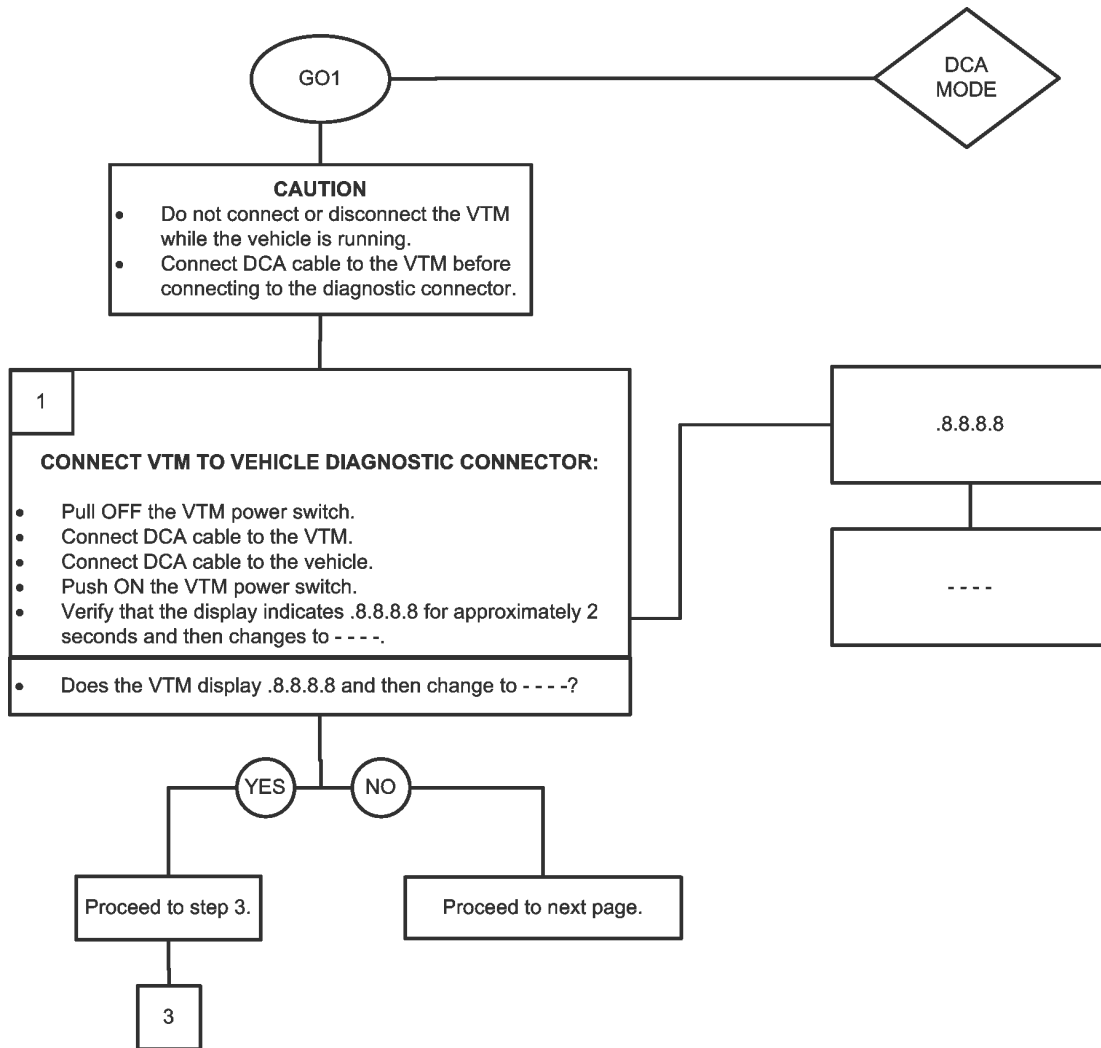 GO1
DCA
MODE
CAUTION
• Do not connect or disconnect the VTM
while the vehicle is running.
• Connect DCA cable to the VTM before
connecting to the diagnostic connector.
1
CONNECT VTM TO VEHICLE DIAGNOSTIC CONNECTOR:
• Pull OFF the VTM power switch.
• Connect DCA cable to the VTM.
• Connect DCA cable to the vehicle.
• Push ON the VTM power switch.
• Verify that the display indicates .8.8.8.8 for approximately 2
seconds and then changes to - - - -.
• Does the VTM display .8.8.8.8 and then change to - - - -?
.8.8.8.8
- - - -
YES
NO
Proceed to step 3.
Proceed to next page.
3